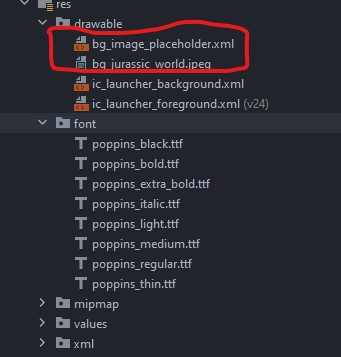 res
drawable
bg_image_placeholder.xml
bg_jurassic_world.jpeg
ic_launcher_background.xml
ic_launcher_foreground.xml (v24)
font
poppins_black.ttf
poppins_bold.ttf
poppins_extra_bold.ttf
poppins_italic.ttf
poppins_light.ttf
poppins_medium.ttf
poppins_regular.ttf
poppins_thin.ttf
mipmap
values
xml